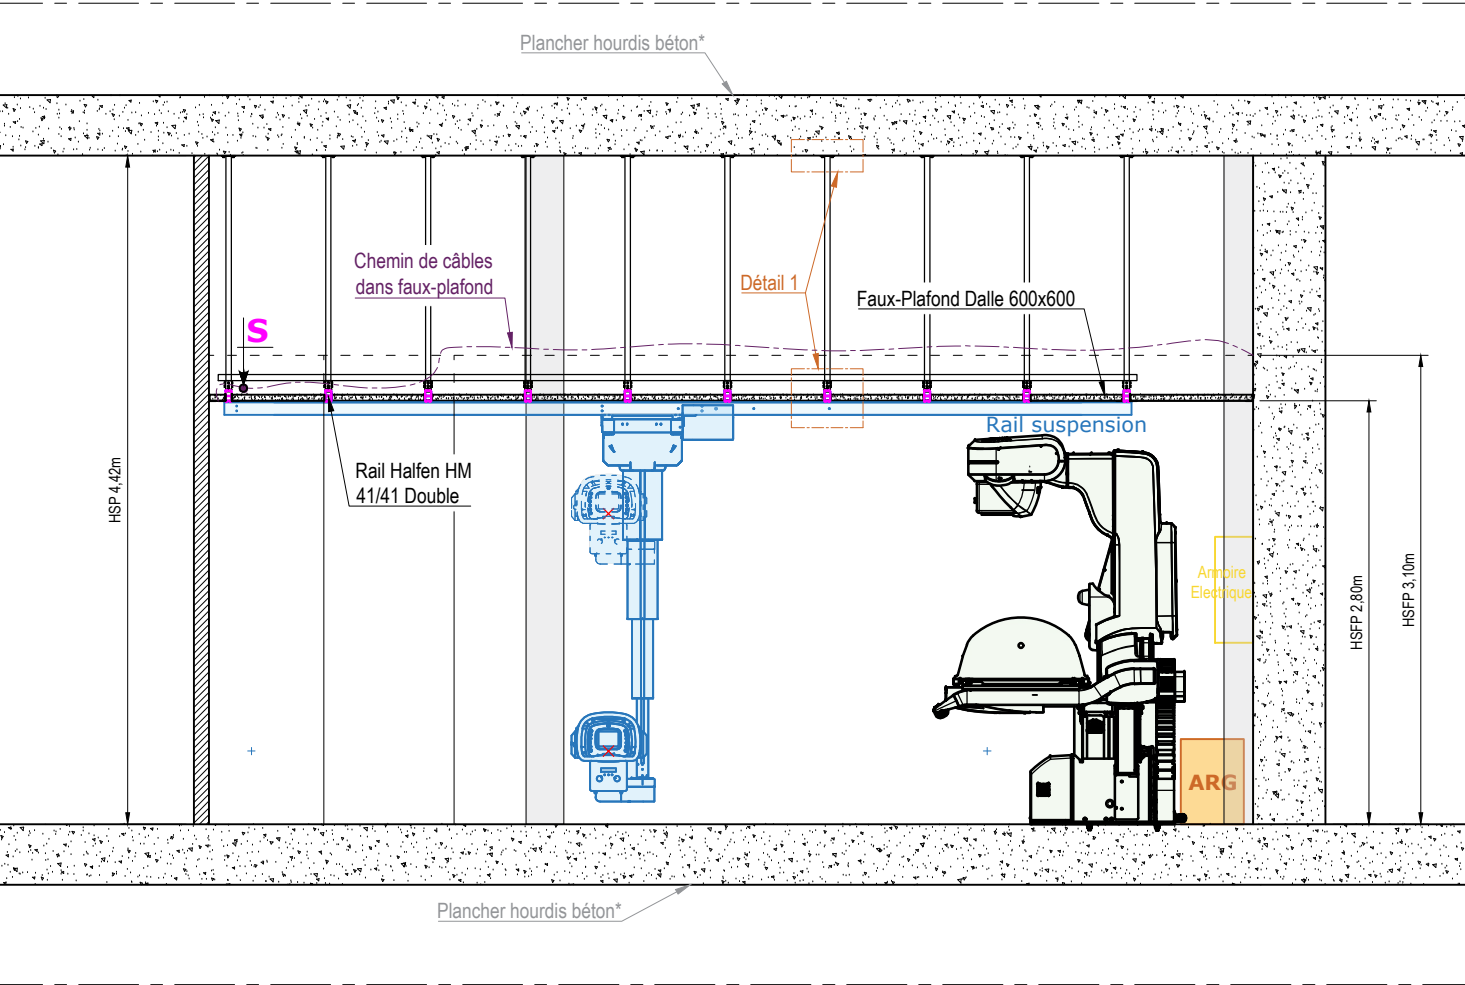 Plancher hourdis béton*
Chemin de câbles
dans faux-plafond
Détail 1
Faux-Plafond Dalle 600x600
S
Rail suspension
Rail Halfen HM
41/41 Double
HSP 4,42m
Armoire
Electrique
HSFP 2,80m
HSFP 3,10m
ARG
Plancher hourdis béton*